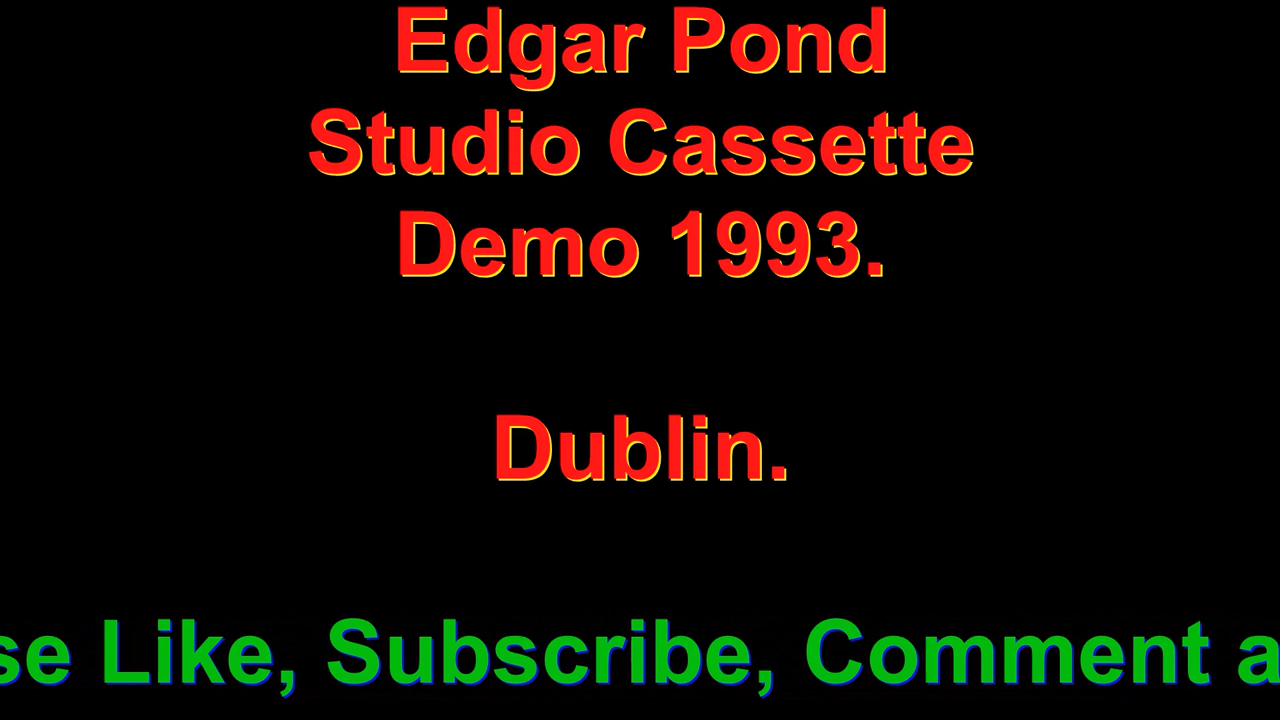 Edgar Pond
Studio Cassette
Demo 1993.
Dublin.
se Like, Subscribe, Comment a